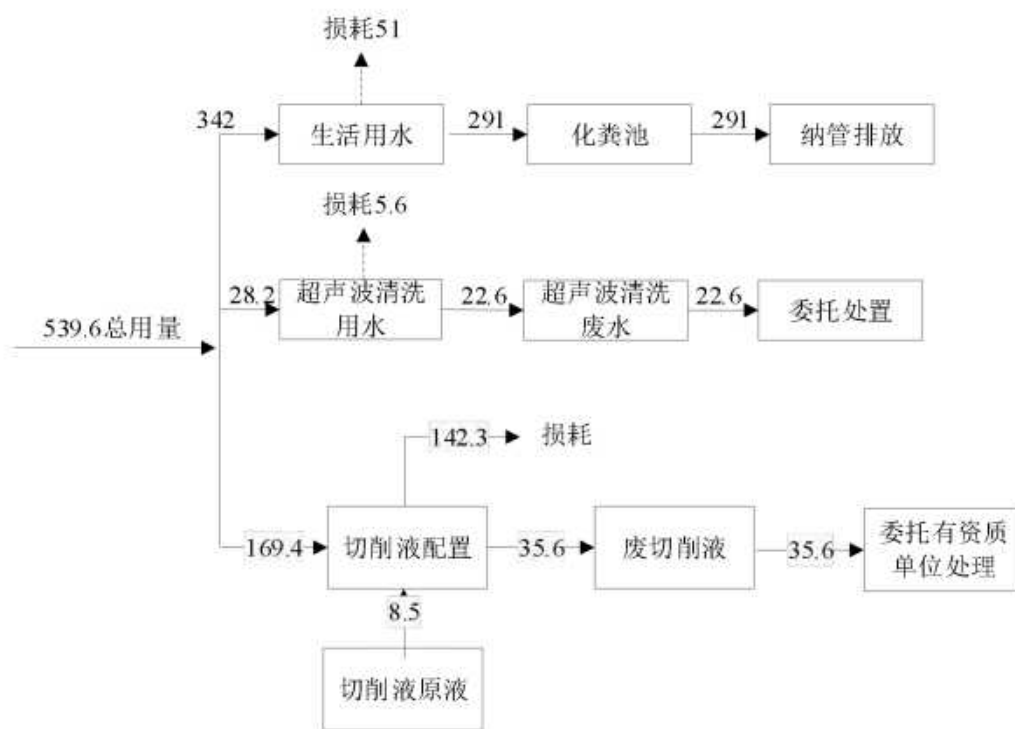 损耗51
342
生活用水
291
化粪池
291
纳管排放
损耗5.6
28.2
超声波清洗
用水
22.6
超声波清洗
废水
22.6
委托处置
539.6总用量
142.3
损耗
169.4
切削液配置
35.6
废切削液
35.6
委托有资质
单位处理
8.5
切削液原液